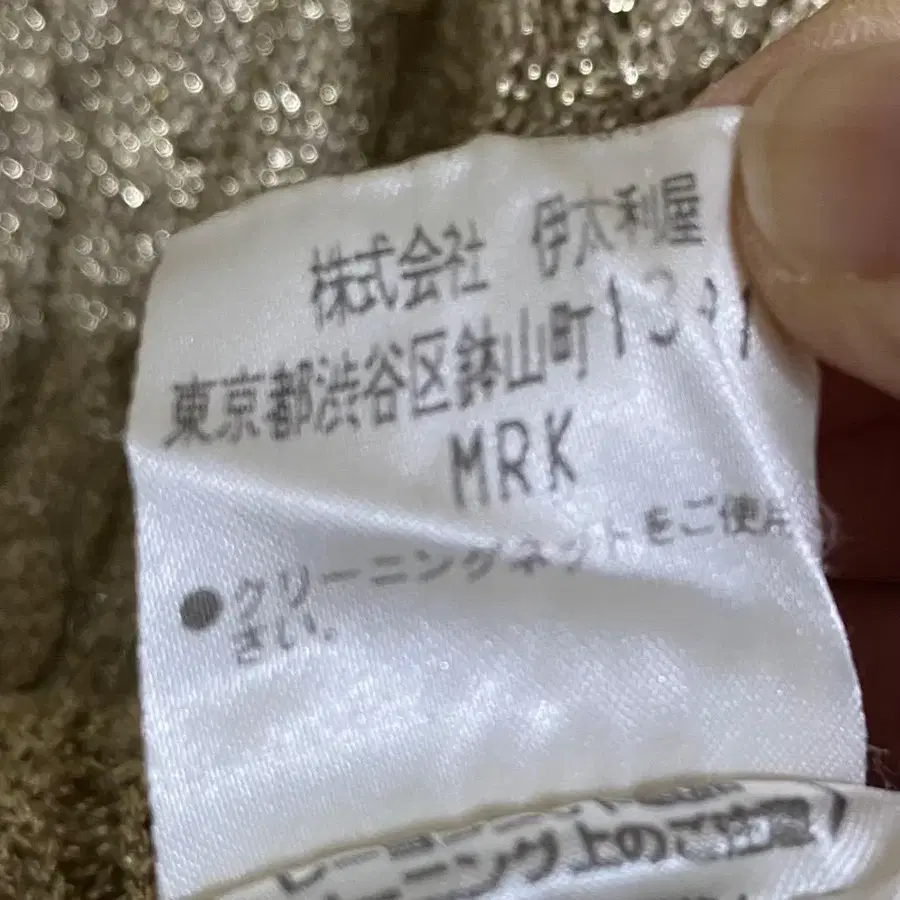 株式会社 伊太利屋
東京都渋谷区鉢山町13-
MRK
●クリーニングネットをご使用
さい。
ーニング上のご注意